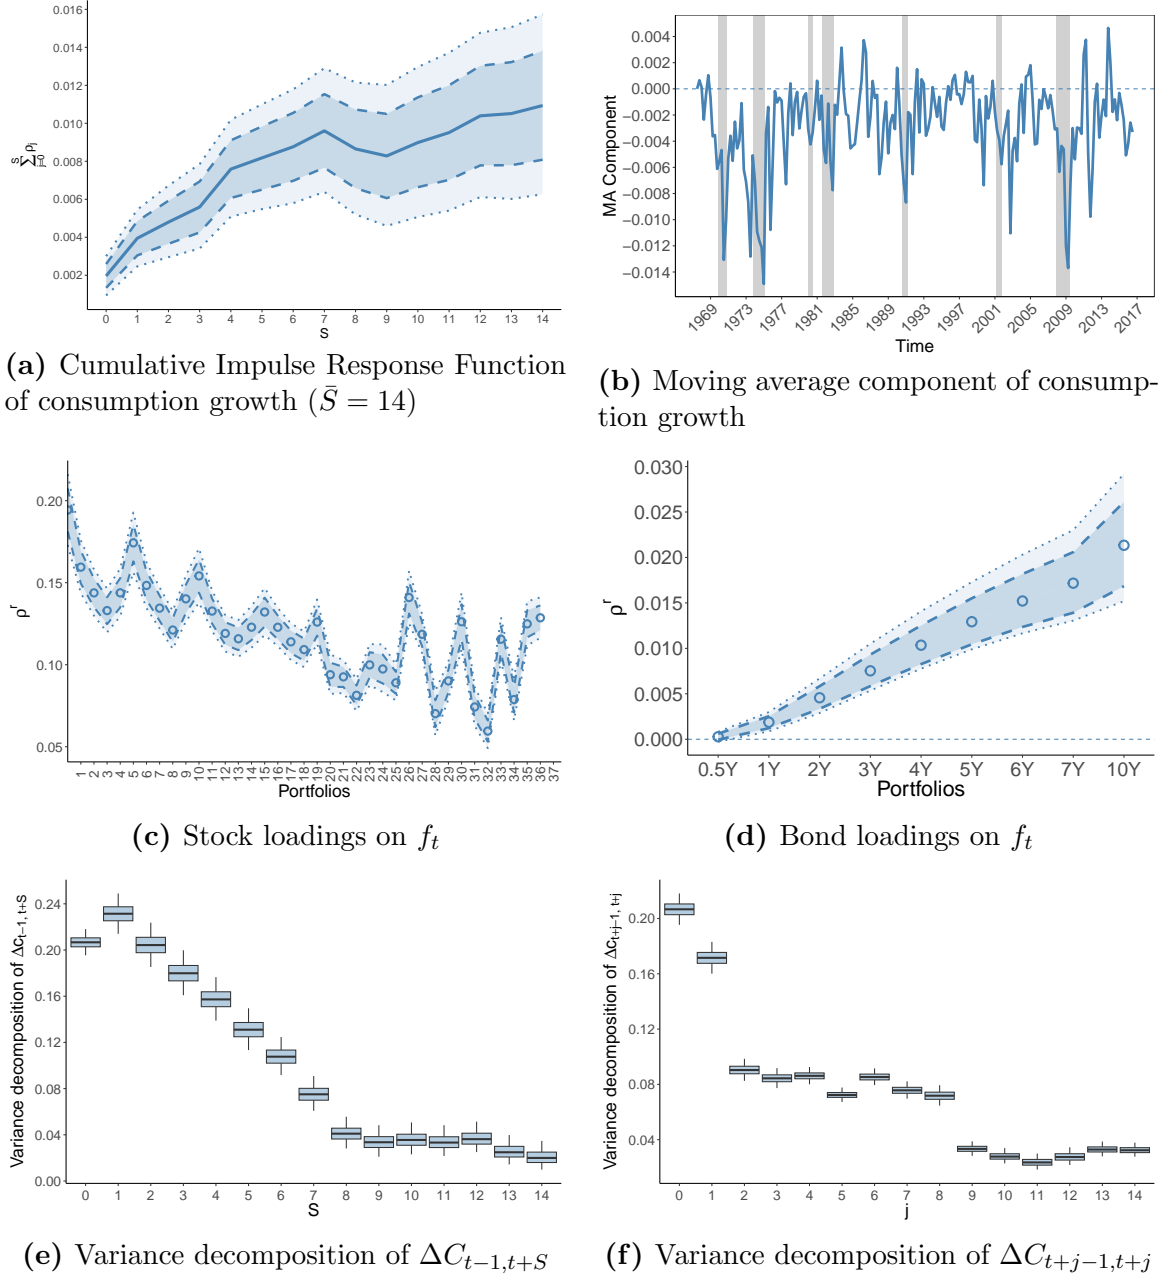 0.016
0.014
0.012
0.010
0.008
0.006
0.004
0.002
∑ᔆⱼ₌₀ ρⱼ
0 1 2 3 4 5 6 7 8 9 10 11 12 13 14
S
(a) Cumulative Impulse Response Function
of consumption growth (S̄ = 14)
0.004
0.002
0.000
−0.002
−0.004
−0.006
−0.008
−0.010
−0.012
−0.014
MA Component
1969 1973 1977 1981 1985 1989 1993 1997 2001 2005 2009 2013 2017
Time
(b) Moving average component of consump-
tion growth
0.20
0.15
0.10
0.05
ρʳ
1 2 3 4 5 6 7 8 9 10 11 12 13 14 15 16 17 18 19 20 21 22 23 24 25 26 27 28 29 30 31 32 33 34 35 36 37
Portfolios
(c) Stock loadings on fₜ
0.030
0.025
0.020
0.015
0.010
0.005
0.000
ρʳ
0.5Y 1Y 2Y 3Y 4Y 5Y 6Y 7Y 10Y
Portfolios
(d) Bond loadings on fₜ
0.24
0.20
0.16
0.12
0.08
0.04
0.00
Variance decomposition of Δc_{t−1, t+S}
0 1 2 3 4 5 6 7 8 9 10 11 12 13 14
S
(e) Variance decomposition of ΔC_{t−1,t+S}
0.20
0.16
0.12
0.08
0.04
Variance decomposition of Δc_{t+j−1, t+j}
0 1 2 3 4 5 6 7 8 9 10 11 12 13 14
j
(f) Variance decomposition of ΔC_{t+j−1,t+j}